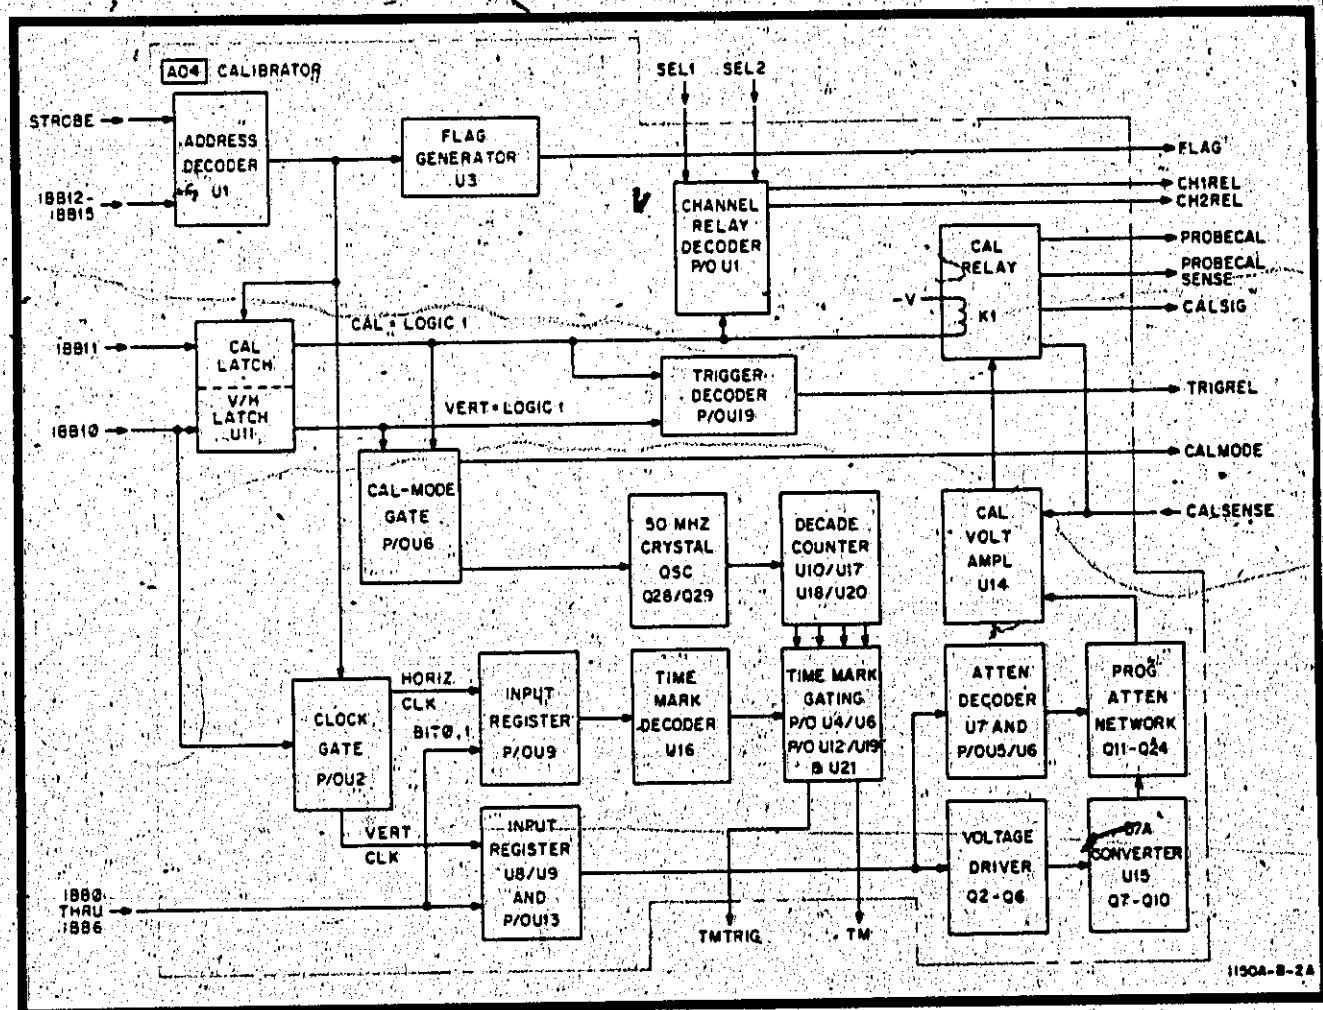 A04 CALIBRATOR
SEL1 SEL2
STROBE
ADDRESS
DECODER
U1
FLAG
GENERATOR
U3
FLAG
IBB12-
IBB15
CHANNEL
RELAY
DECODER
P/O U1
CH1REL
CH2REL
CAL
RELAY
-V
K1
PROBECAL
PROBECAL
SENSE
CALSIG
CAL = LOGIC 1
IBB11
CAL
LATCH
V/H
LATCH
U11
TRIGGER
DECODER
P/OU19
TRIGREL
VERT = LOGIC 1
IBB10
CALMODE
CAL-MODE
GATE
P/OU6
50 MHZ
CRYSTAL
OSC
Q28/Q29
DECADE
COUNTER
U10/U17
U18/U20
CAL
VOLT
AMPL
U14
CALSENSE
CLOCK
GATE
P/OU2
HORIZ
CLK
BIT0,1
INPUT
REGISTER
P/OU9
TIME
MARK
DECODER
U16
TIME MARK
GATING
P/O U4/U6
P/O U12/U19
& U21
ATTEN
DECODER
U7 AND
P/OU5/U6
PROG
ATTEN
NETWORK
Q11-Q24
VERT
CLK
INPUT
REGISTER
U8/U9
AND
P/OU13
VOLTAGE
DRIVER
Q2-Q6
D/A
CONVERTER
U15
Q7-Q10
IBB0
THRU
IBB6
TMTRIG
TM
1150A-B-2A